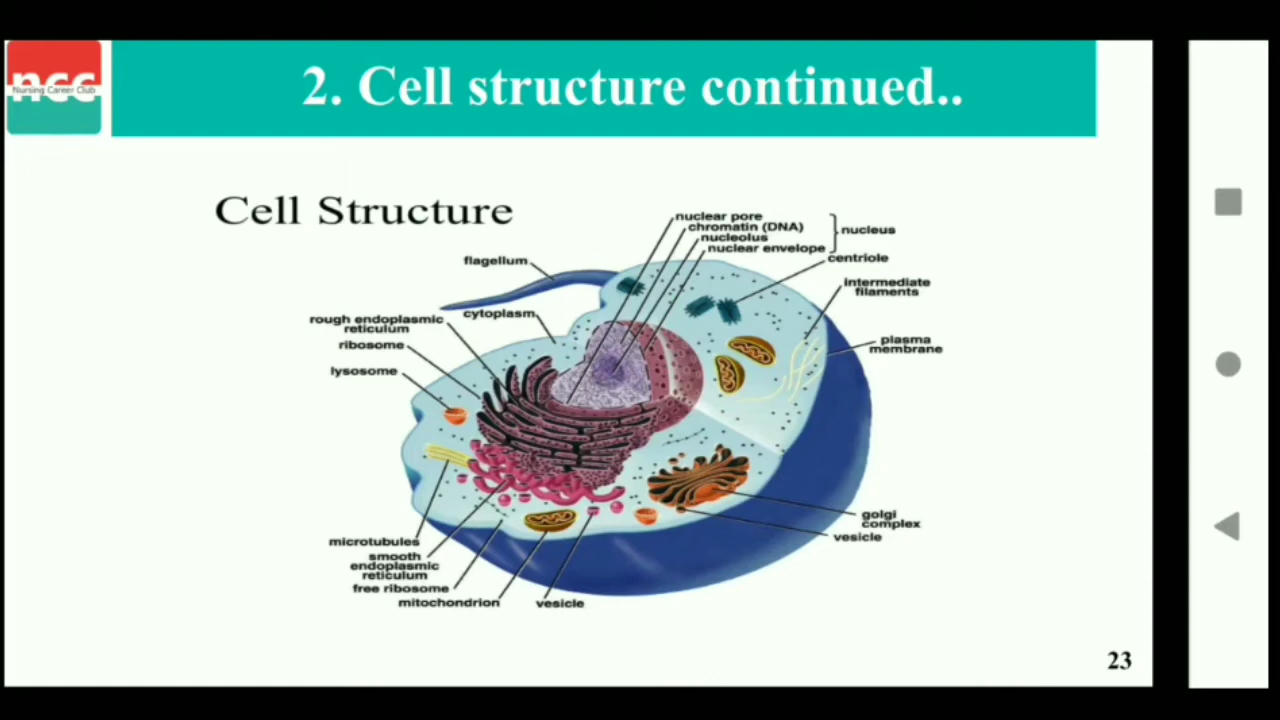 ncc
Nursing Career Club
2. Cell structure continued..
Cell Structure
nuclear pore
chromatin (DNA)
nucleolus
nuclear envelope
nucleus
centriole
flagellum
intermediate
filaments
cytoplasm
rough endoplasmic
reticulum
ribosome
plasma
membrane
lysosome
golgi
complex
vesicle
microtubules
smooth
endoplasmic
reticulum
free ribosome
mitochondrion
vesicle
23